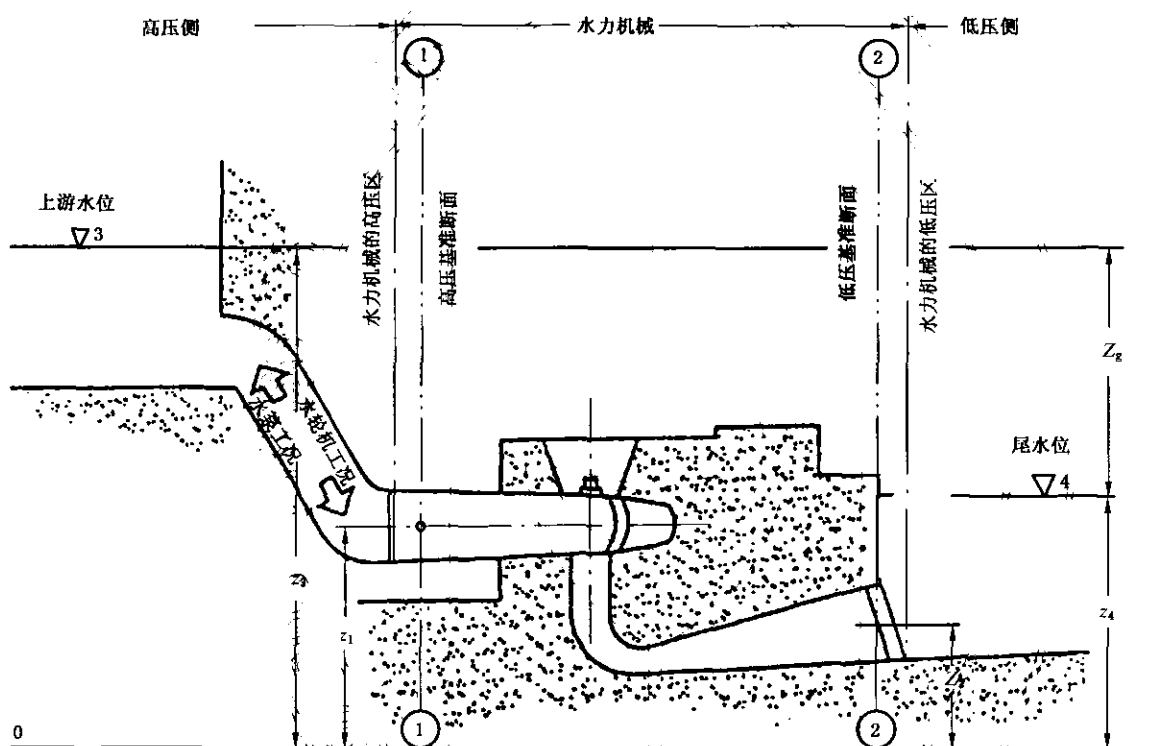 高压侧
水力机械
低压侧
1
2
上游水位
3
水力机械的高压区
高压基准断面
低压基准断面
水力机械的低压区
Zg
水泵工况
水轮机工况
尾水位
4
z3
z1
z4
0
1
2